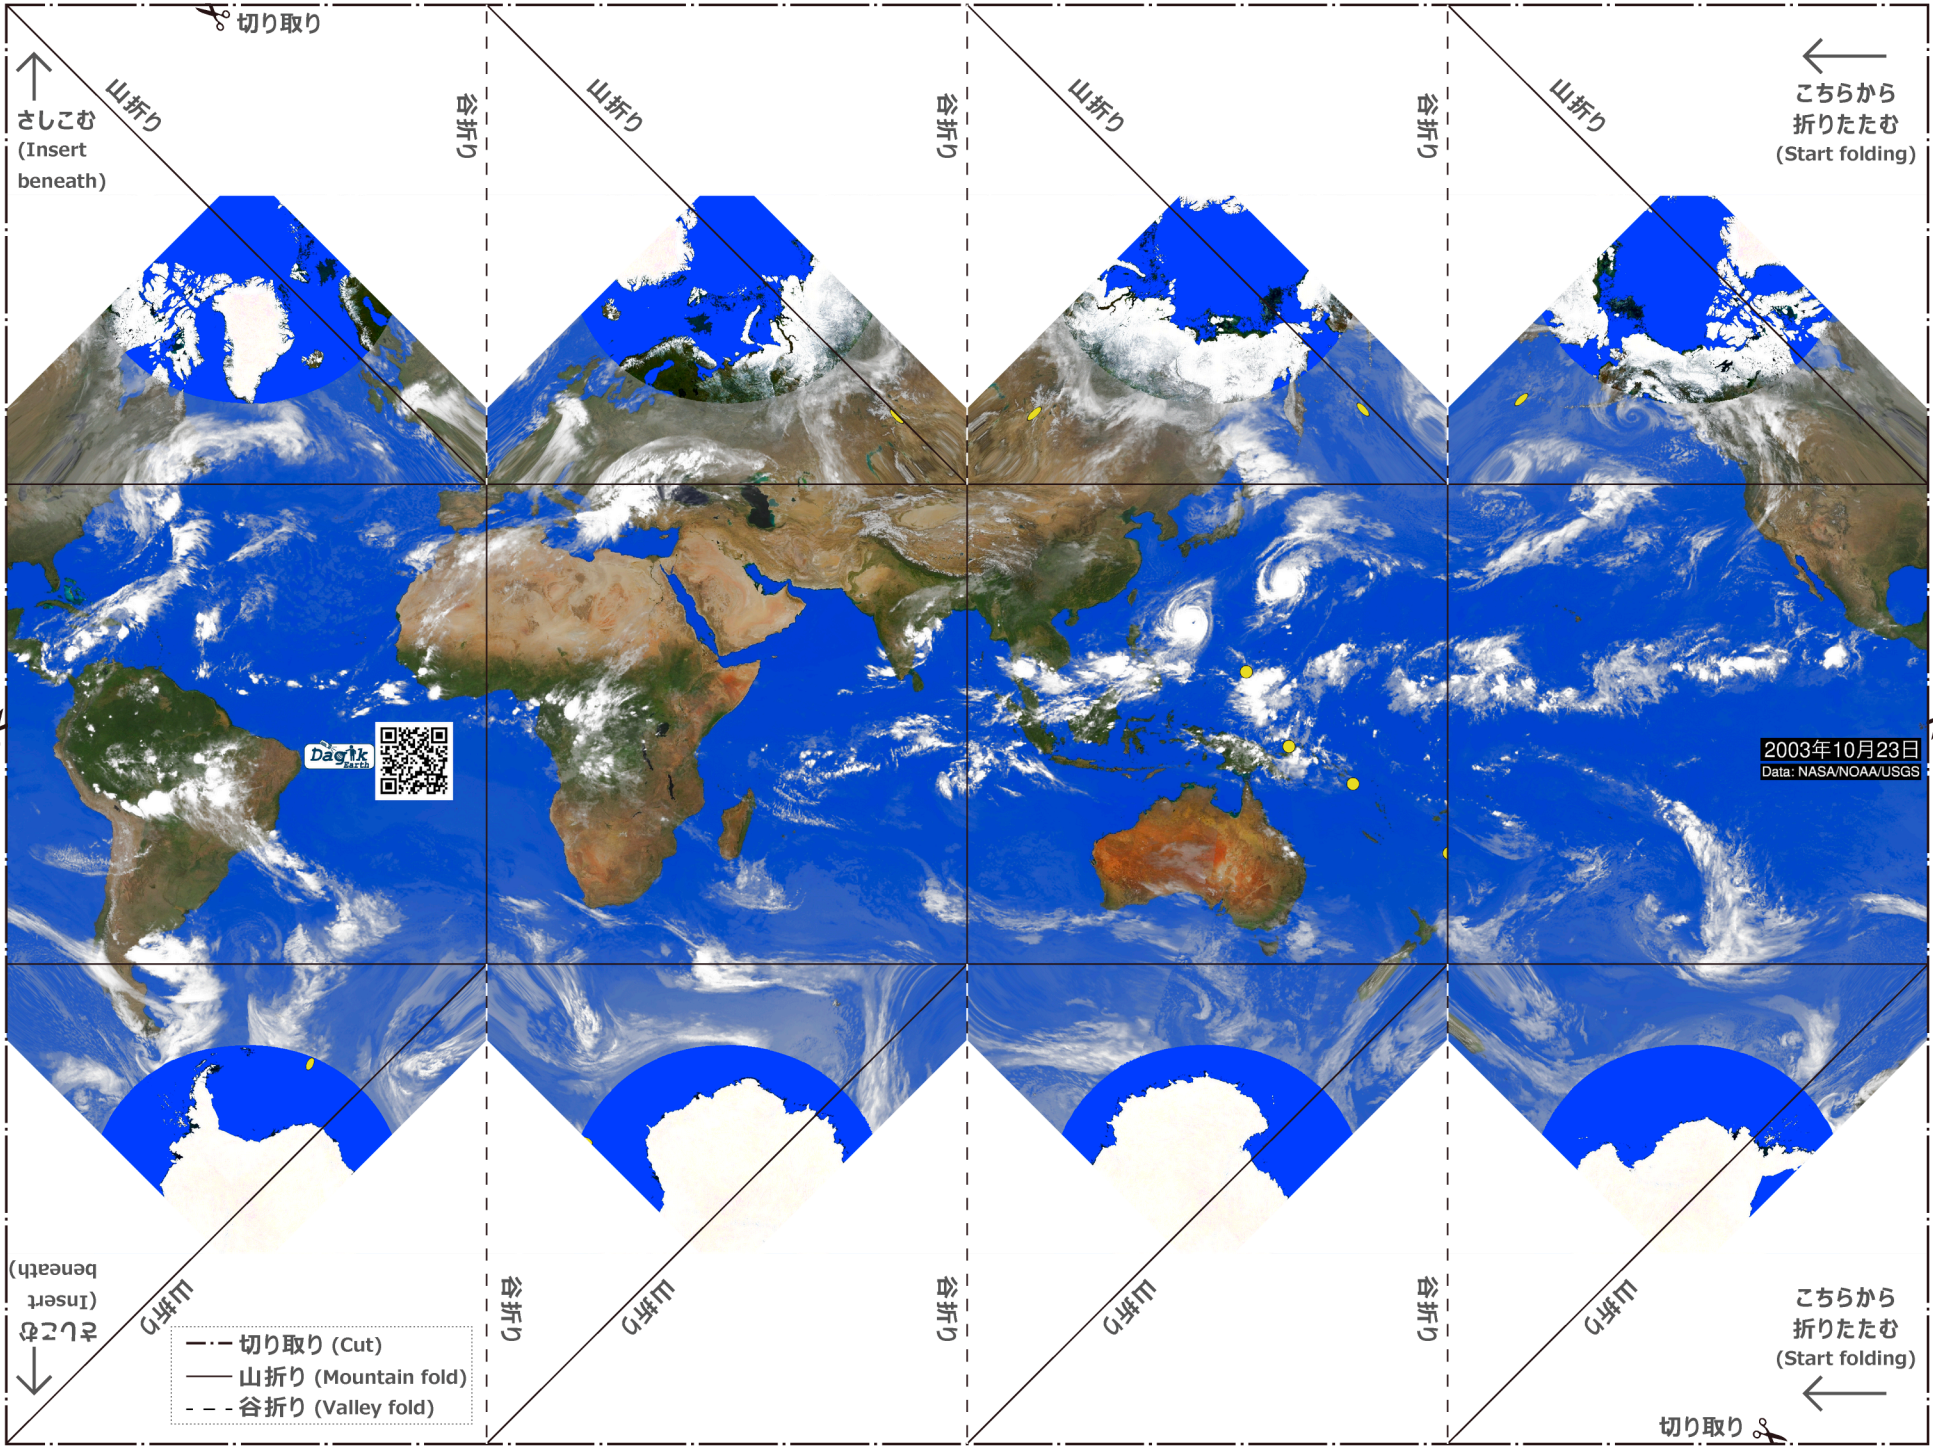 切り取り
山折り
谷折り
山折り
谷折り
山折り
谷折り
山折り
さしこむ
(Insert
beneath)
こちらから
折りたたむ
(Start folding)
Dagik
Earth
2003年10月23日
Data: NASA/NOAA/USGS
さしこむ
(Insert
beneath)
山折り
谷折り
山折り
谷折り
山折り
谷折り
山折り
切り取り (Cut)
山折り (Mountain fold)
谷折り (Valley fold)
こちらから
折りたたむ
(Start folding)
切り取り